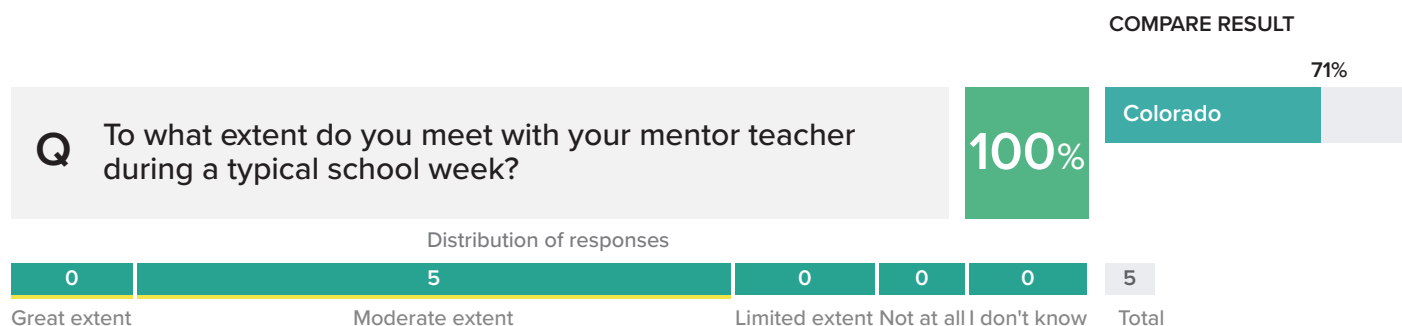 COMPARE RESULT
71%
Q To what extent do you meet with your mentor teacher
during a typical school week?
100%
Colorado
Distribution of responses
0 5 0 0 0 5
Great extent Moderate extent Limited extent Not at all I don't know Total